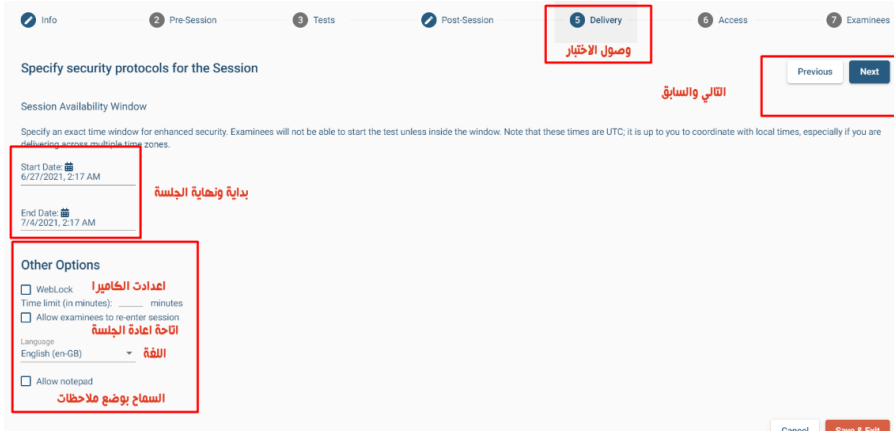 Info
2 Pre-Session
3 Tests
Post-Session
5 Delivery
6 Access
7 Examinees
وصول الاختبار
Specify security protocols for the Session
Previous
Next
التالي والسابق
Session Availability Window
Specify an exact time window for enhanced security. Examinees will not be able to start the test unless inside the window. Note that these times are UTC; it is up to you to coordinate with local times, especially if you are
delivering across multiple time zones.
Start Date:
6/27/2021, 2:17 AM
بداية ونهاية الجلسة
End Date:
7/4/2021, 2:17 AM
Other Options
WebLock
اعدادت الكاميرا
Time limit (in minutes): ____ minutes
Allow examinees to re-enter session
اتاحة اعادة الجلسة
Language
English (en-GB)
اللغة
Allow notepad
السماح بوضع ملاحظات
Cancel
Save & Exit